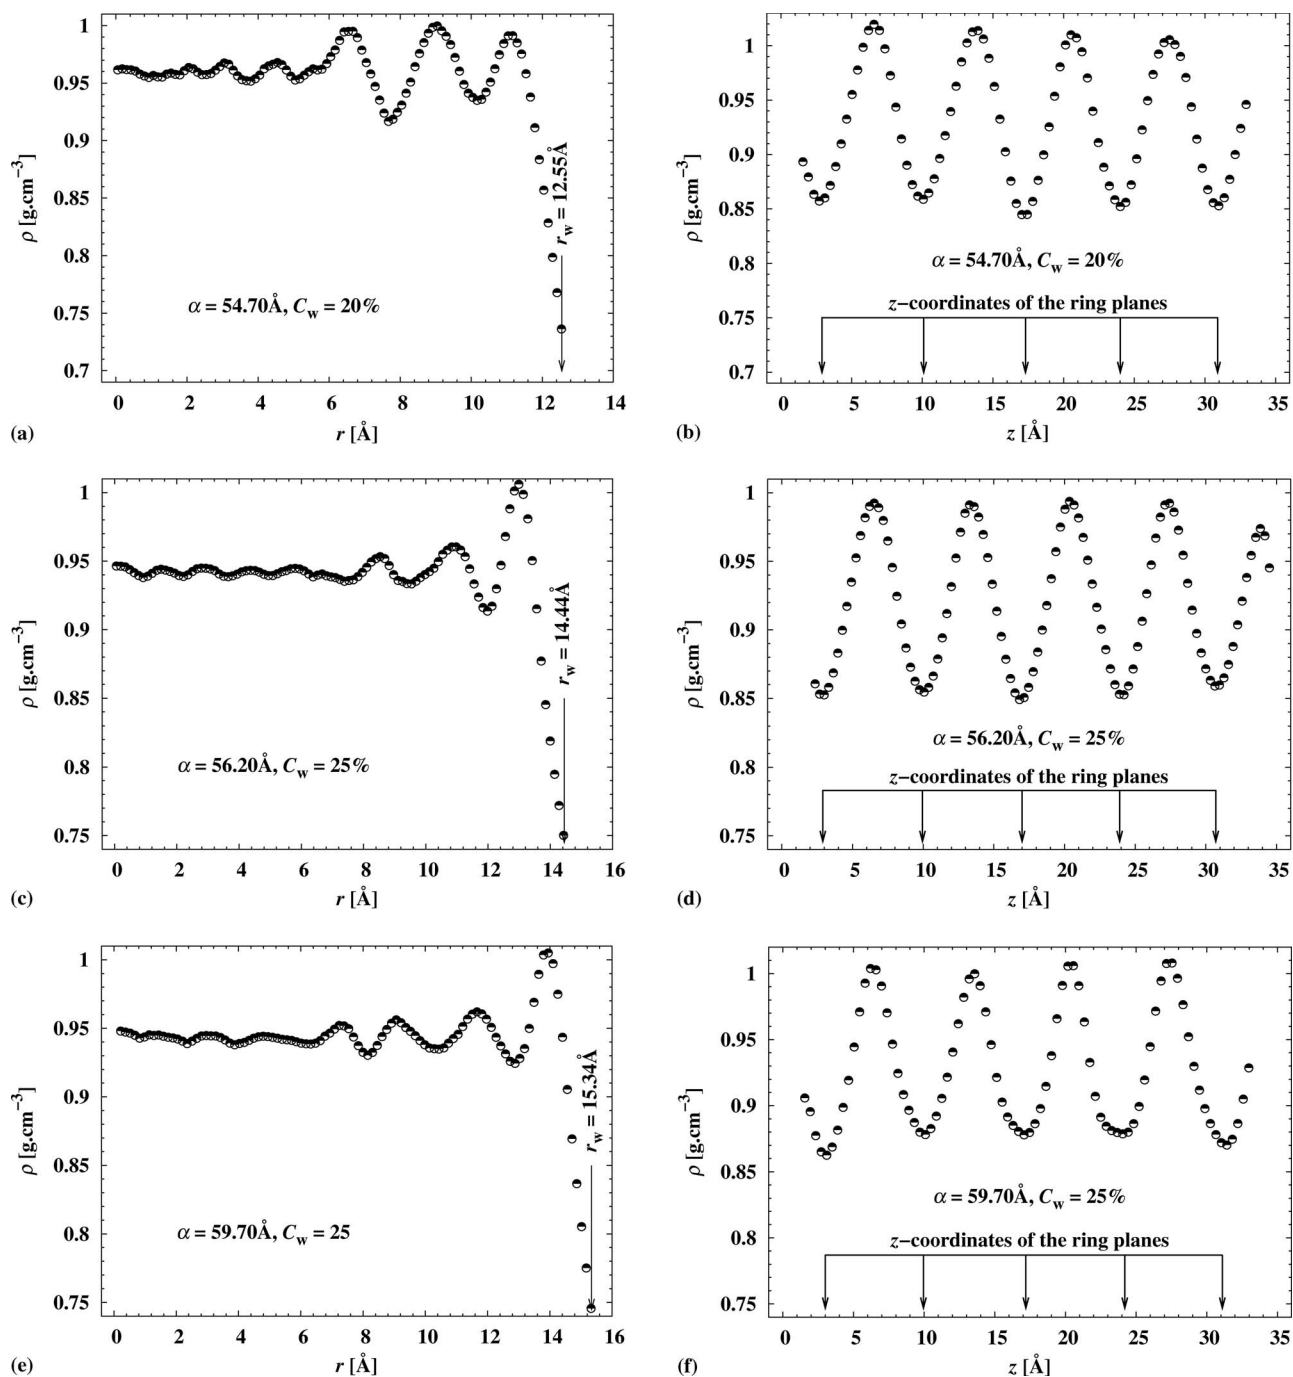 1
0.95
0.9
0.85
0.8
0.75
0.7
ρ [g.cm−3]
rw = 12.55Å
α = 54.70Å, Cw = 20%
0 2 4 6 8 10 12 14
(a) r [Å]
1
0.95
0.9
0.85
0.8
0.75
0.7
ρ [g.cm−3]
α = 54.70Å, Cw = 20%
z−coordinates of the ring planes
0 5 10 15 20 25 30 35
(b) z [Å]
1
0.95
0.9
0.85
0.8
0.75
ρ [g.cm−3]
rw = 14.44Å
α = 56.20Å, Cw = 25%
0 2 4 6 8 10 12 14 16
(c) r [Å]
1
0.95
0.9
0.85
0.8
0.75
ρ [g.cm−3]
α = 56.20Å, Cw = 25%
z−coordinates of the ring planes
0 5 10 15 20 25 30 35
(d) z [Å]
1
0.95
0.9
0.85
0.8
0.75
ρ [g.cm−3]
rw = 15.34Å
α = 59.70Å, Cw = 25
0 2 4 6 8 10 12 14 16
(e) r [Å]
1
0.95
0.9
0.85
0.8
0.75
ρ [g.cm−3]
α = 59.70Å, Cw = 25%
z−coordinates of the ring planes
0 5 10 15 20 25 30 35
(f) z [Å]